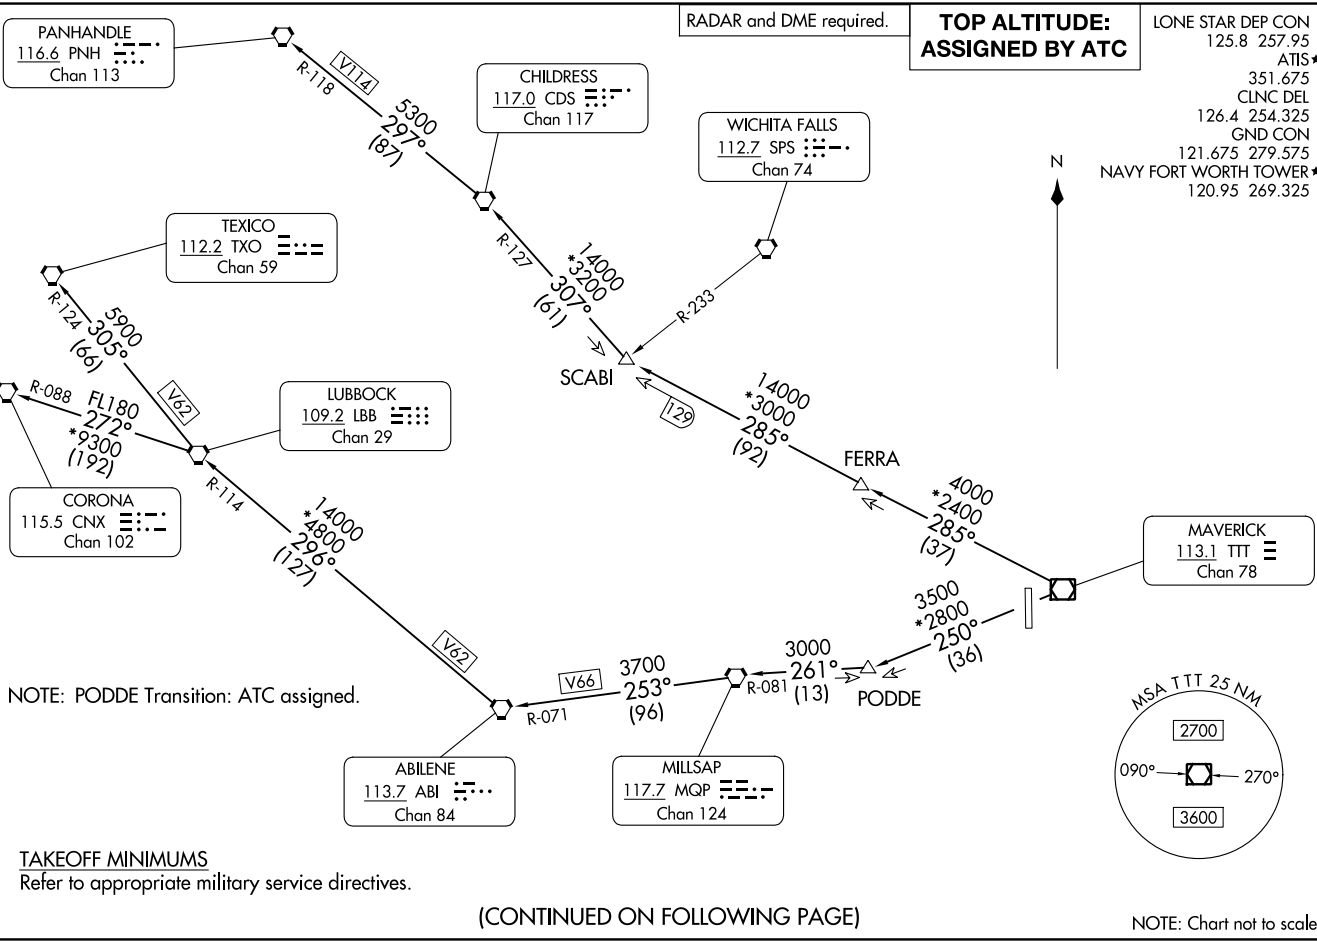 RADAR and DME required.
TOP ALTITUDE:
ASSIGNED BY ATC
LONE STAR DEP CON
125.8 257.95
ATIS★
351.675
CLNC DEL
126.4 254.325
GND CON
121.675 279.575
NAVY FORT WORTH TOWER★
120.95 269.325
N
PANHANDLE
116.6 PNH
Chan 113
R-118
V114
5300
297°
(87)
CHILDRESS
117.0 CDS
Chan 117
WICHITA FALLS
112.7 SPS
Chan 74
R-233
R-127
14000
*3200
307°
(61)
SCABI
129
14000
*3000
285°
(92)
FERRA
4000
*2400
285°
(37)
MAVERICK
113.1 TTT
Chan 78
TEXICO
112.2 TXO
Chan 59
R-124
5900
305°
(66)
V62
R-088
FL180
272°
*9300
(192)
LUBBOCK
109.2 LBB
Chan 29
CORONA
115.5 CNX
Chan 102
R-114
14000
*4800
296°
(127)
V62
3500
*2800
250°
(36)
PODDE
3000
261°
(13)
R-081
V66
3700
253°
(96)
R-071
NOTE: PODDE Transition: ATC assigned.
ABILENE
113.7 ABI
Chan 84
MILLSAP
117.7 MQP
Chan 124
MSA TTT 25 NM
2700
090°
270°
3600
TAKEOFF MINIMUMS
Refer to appropriate military service directives.
(CONTINUED ON FOLLOWING PAGE)
NOTE: Chart not to scale